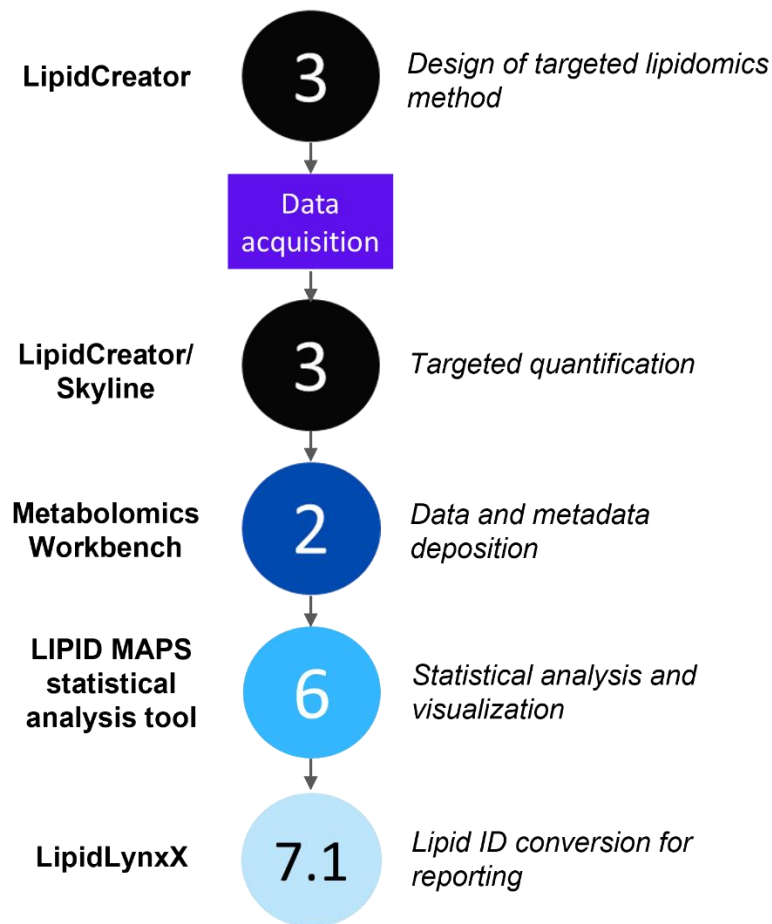 LipidCreator
3
Design of targeted lipidomics
method
Data
acquisition
LipidCreator/
Skyline
3
Targeted quantification
Metabolomics
Workbench
2
Data and metadata
deposition
LIPID MAPS
statistical
analysis tool
6
Statistical analysis and
visualization
LipidLynxX
7.1
Lipid ID conversion for
reporting